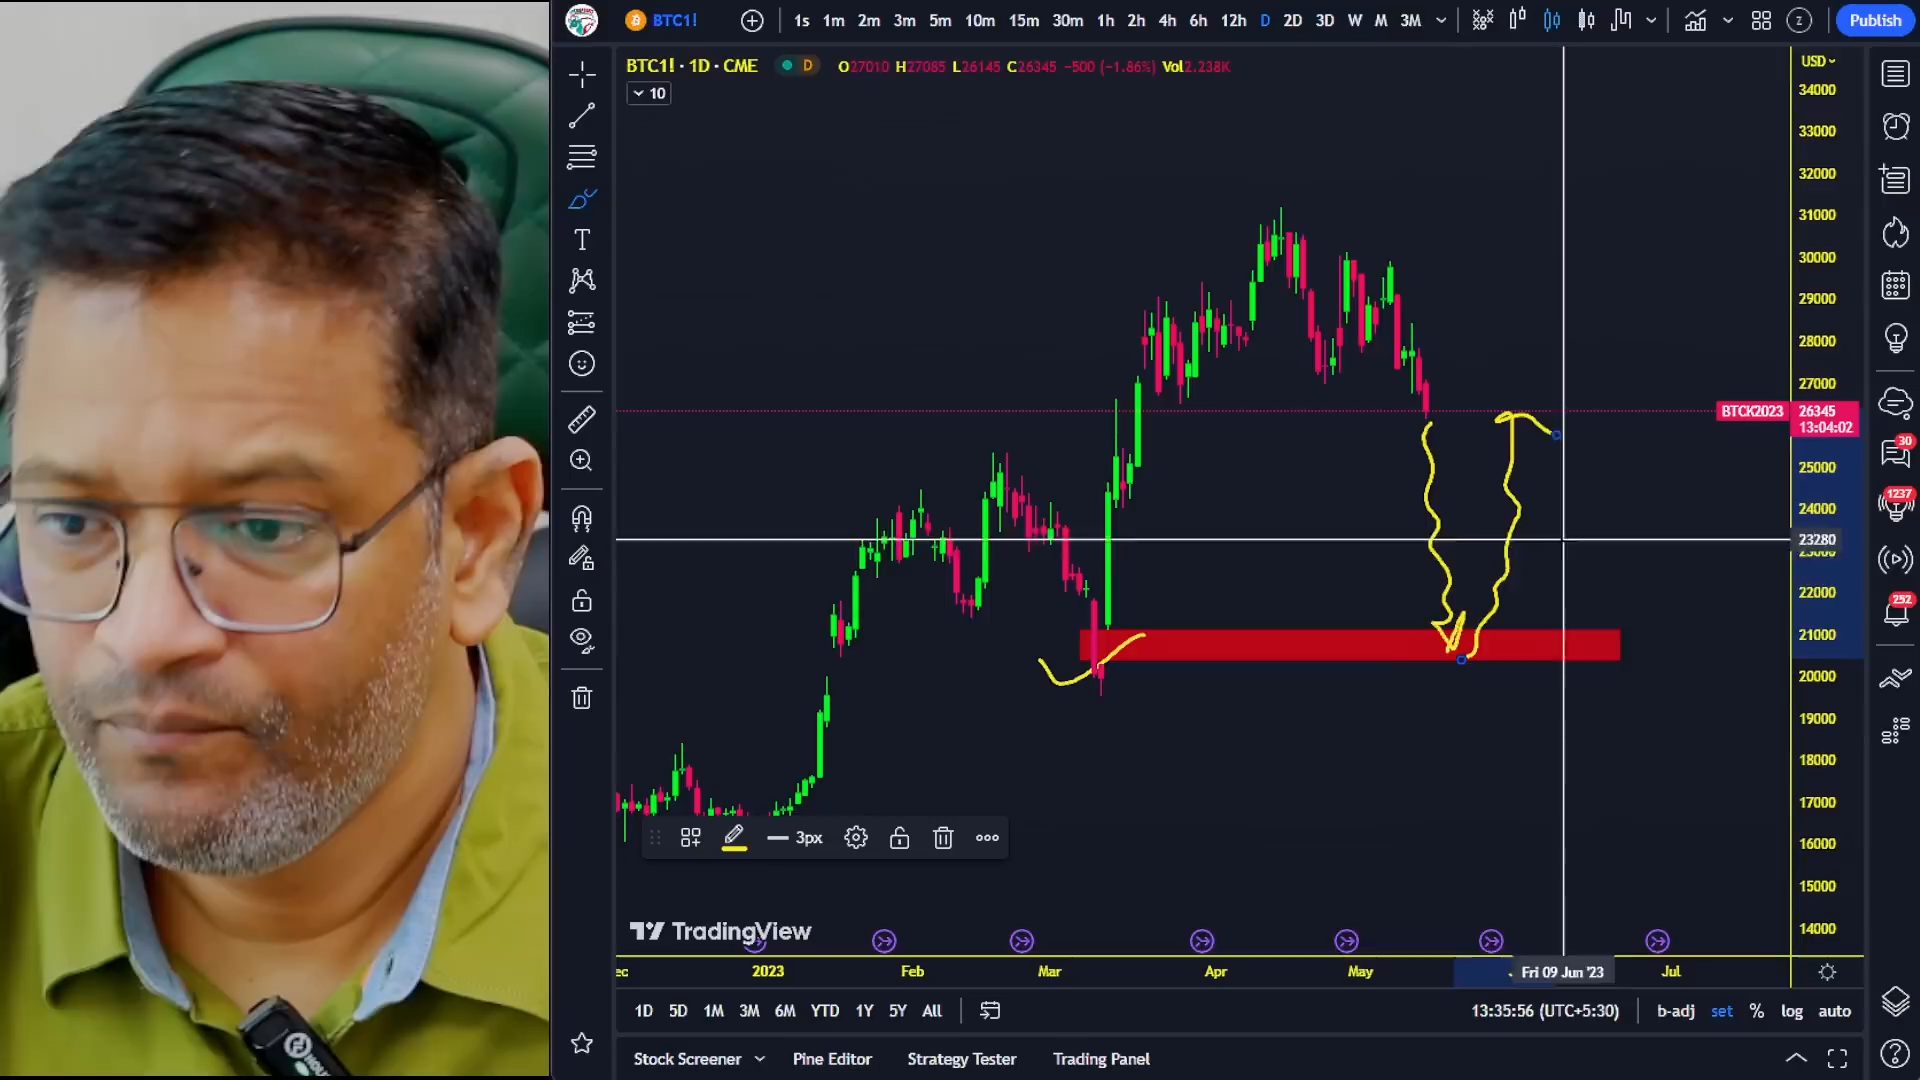 BTC1!
1s 1m 2m 3m 5m 10m 15m 30m 1h 2h 4h 6h 12h D 2D 3D W M 3M
Z
Publish
BTC1! · 1D · CME
D
O27010 H27085 L26145 C26345 −500 (−1.86%) Vol2.238K
10
USD
34000
33000
32000
31000
30000
29000
28000
27000
BTCK2023 26345
13:04:02
25000
24000
23280
23000
22000
21000
20000
19000
18000
17000
16000
15000
14000
30
1237
252
T
3px
TradingView
2023 Feb Mar Apr May Fri 09 Jun '23 Jul
1D 5D 1M 3M 6M YTD 1Y 5Y All
13:35:56 (UTC+5:30) b-adj set % log auto
Stock Screener Pine Editor Strategy Tester Trading Panel